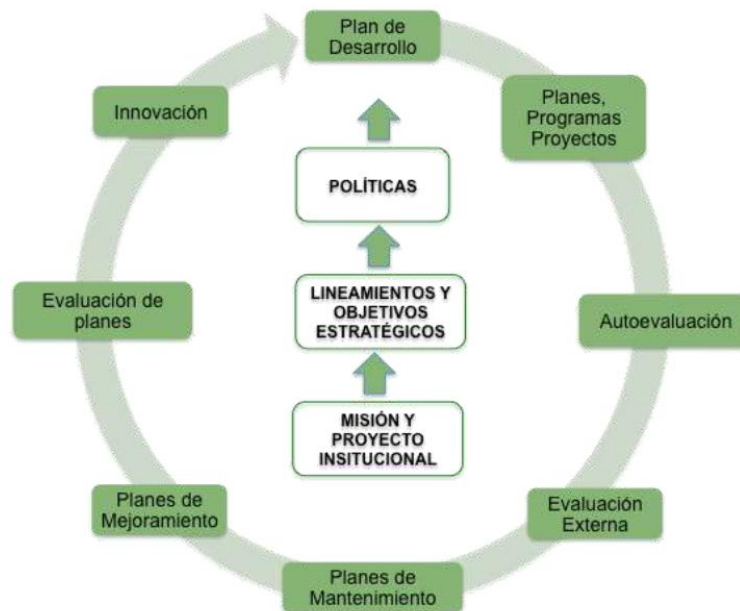 Plan de
Desarrollo
Planes,
Programas
Proyectos
Autoevaluación
Evaluación
Externa
Planes de
Mantenimiento
Planes de
Mejoramiento
Evaluación de
planes
Innovación
POLÍTICAS
LINEAMIENTOS Y
OBJETIVOS
ESTRATÉGICOS
MISIÓN Y
PROYECTO
INSITUCIONAL